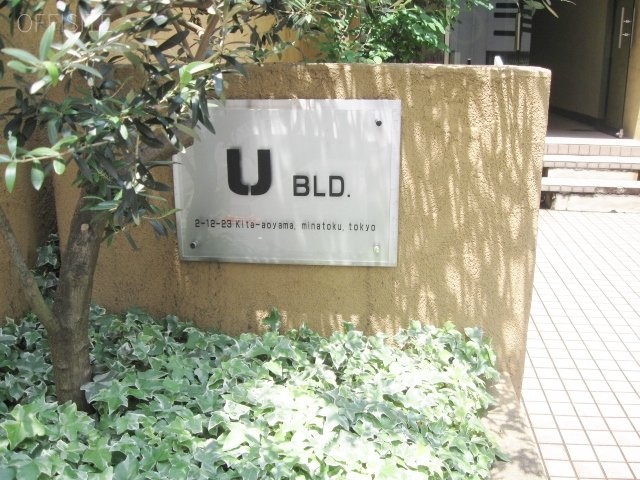 U BLD.
2-12-23 Kita-aoyama, minatoku, tokyo